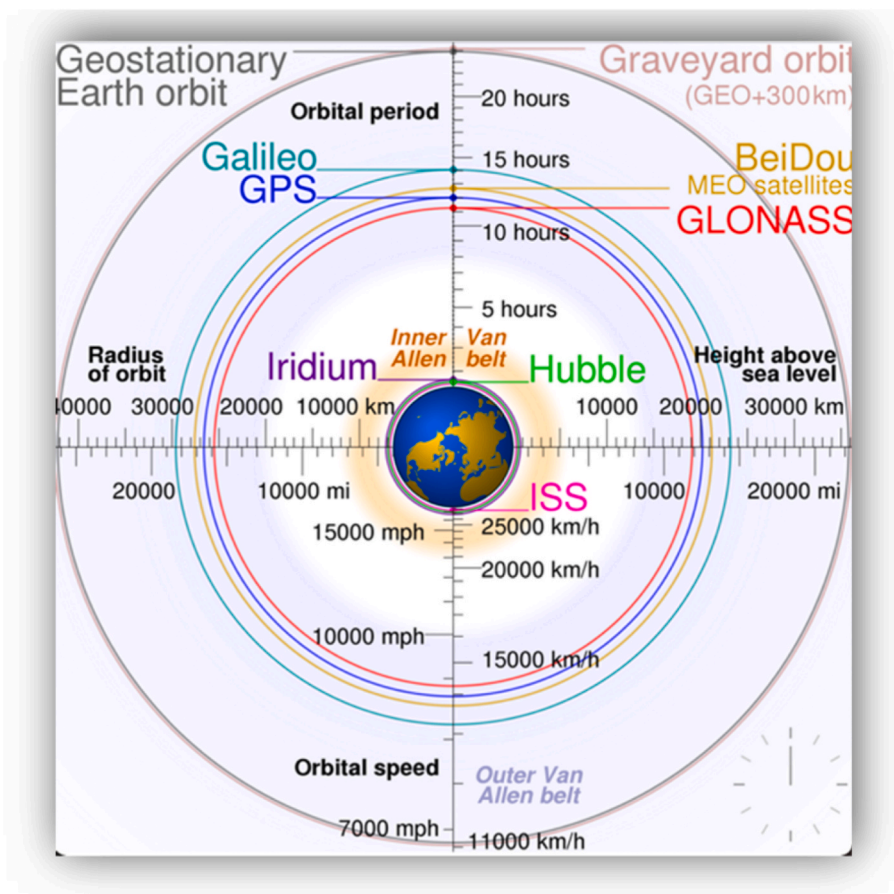 Geostationary
Earth orbit
Graveyard orbit
(GEO+300km)
Orbital period
20 hours
Galileo
GPS
15 hours
BeiDou
MEO satellites
GLONASS
10 hours
5 hours
Inner Van
Allen belt
Radius
of orbit
Iridium
Hubble
Height above
sea level
40000 30000 20000 10000 km
10000 20000 30000 km
20000 10000 mi
10000 20000 mi
ISS
15000 mph
25000 km/h
20000 km/h
10000 mph
15000 km/h
Orbital speed
Outer Van
Allen belt
7000 mph
11000 km/h